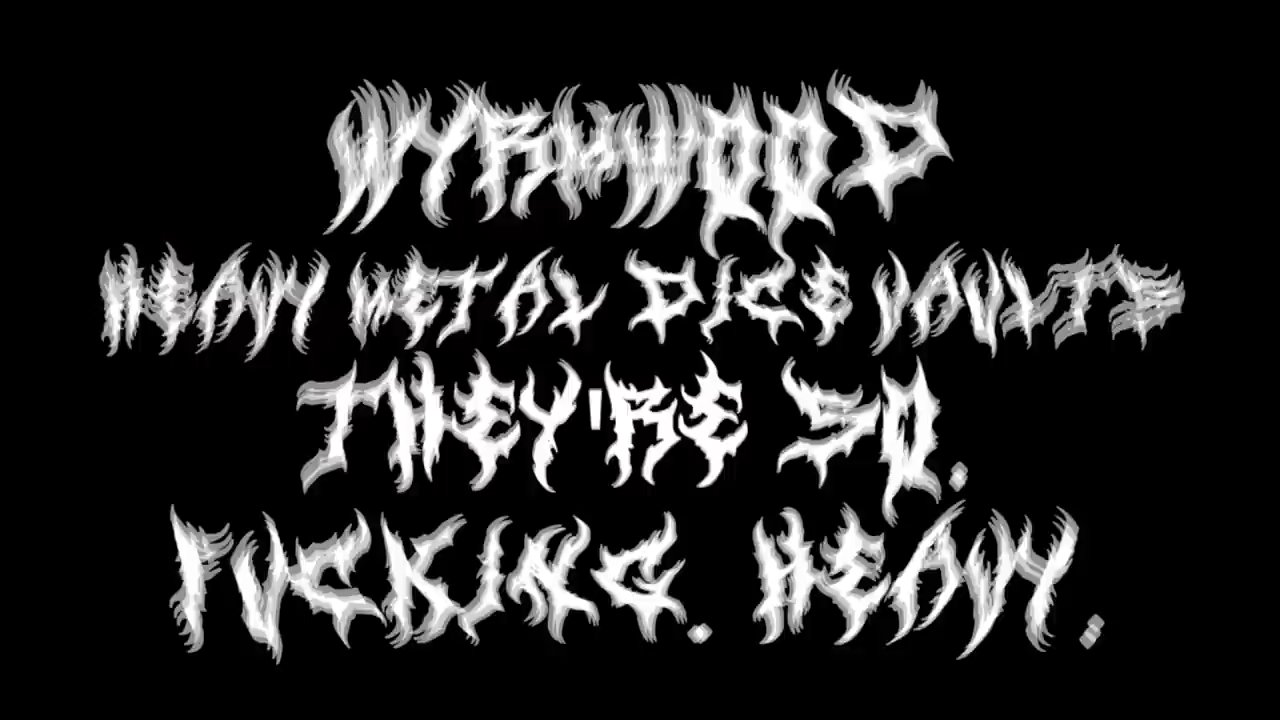 WYRMWOOD
HEAVY METAL DICE VAULTS
THEY'RE SO.
FUCKING. HEAVY.